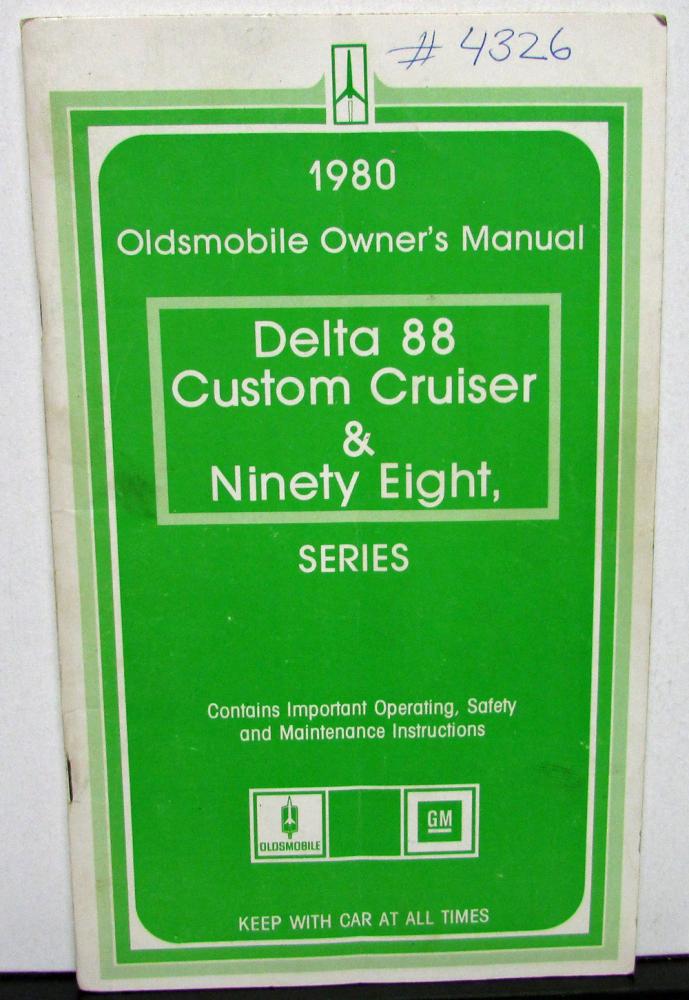 # 4326
1980
Oldsmobile Owner's Manual
Delta 88
Custom Cruiser
&
Ninety Eight,
SERIES
Contains Important Operating, Safety
and Maintenance Instructions
OLDSMOBILE
GM
KEEP WITH CAR AT ALL TIMES